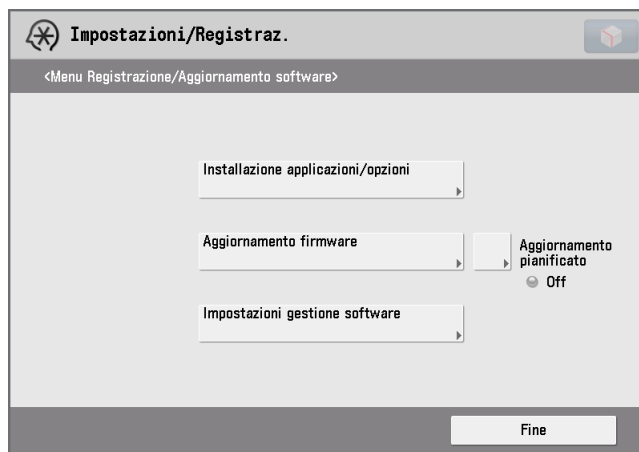 Impostazioni/Registraz.
<Menu Registrazione/Aggiornamento software>
Installazione applicazioni/opzioni
Aggiornamento firmware
Aggiornamento
pianificato
Off
Impostazioni gestione software
Fine